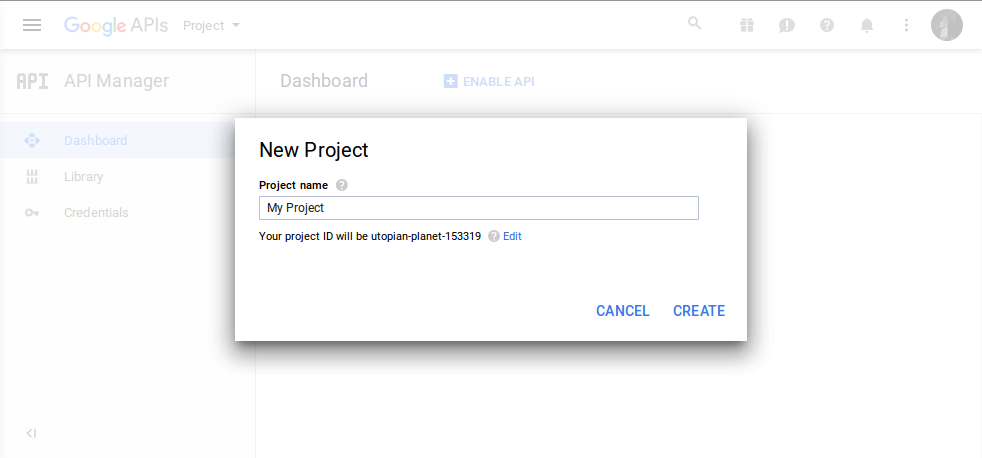 Google APIs Project
API API Manager Dashboard ENABLE API
Dashboard
Library
Credentials
New Project
Project name ?
My Project
Your project ID will be utopian-planet-153319 ? Edit
CANCEL CREATE